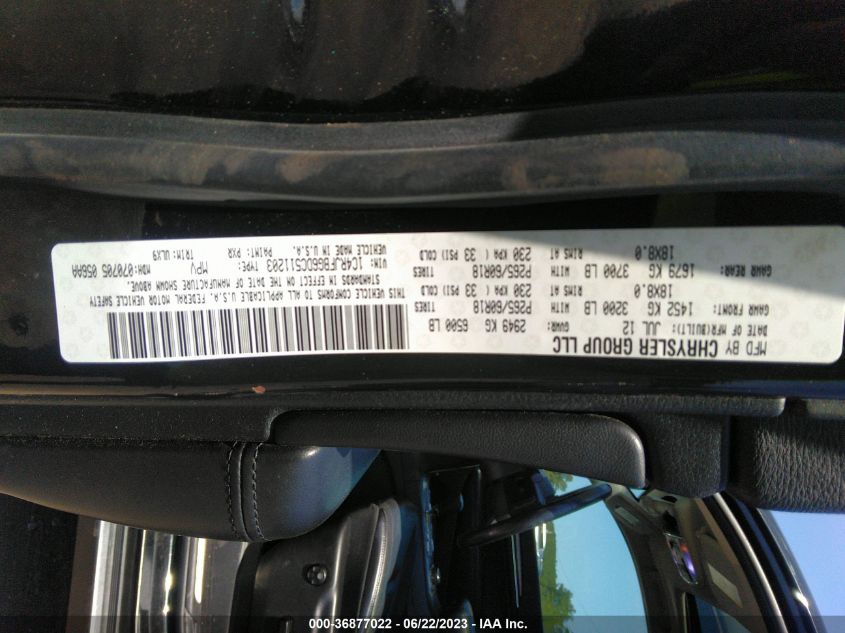 MFD BY CHRYSLER GROUP LLC
DATE OF MFR(BUILT): JUL 12 GVWR: 2949 KG 6500 LB
GAWR FRONT: 1452 KG 3200 LB WITH P265/60R18 TIRES
18X8.0 RIMS AT 230 KPA ( 33 PSI) COLD
GAWR REAR: 1679 KG 3700 LB WITH P265/60R18 TIRES
18X8.0 RIMS AT 230 KPA ( 33 PSI) COLD
THIS VEHICLE CONFORMS TO ALL APPLICABLE U.S.A. FEDERAL MOTOR VEHICLE SAFETY
STANDARDS IN EFFECT ON THE DATE OF MANUFACTURE SHOWN ABOVE.
VIN: 1C4RJFBG6DC511203 TYPE: MPV MDH: 070705 056AA
VEHICLE MADE IN U.S.A. PAINT: PXR TRIM: ULX9
000-36877022 - 06/22/2023 - IAA Inc.